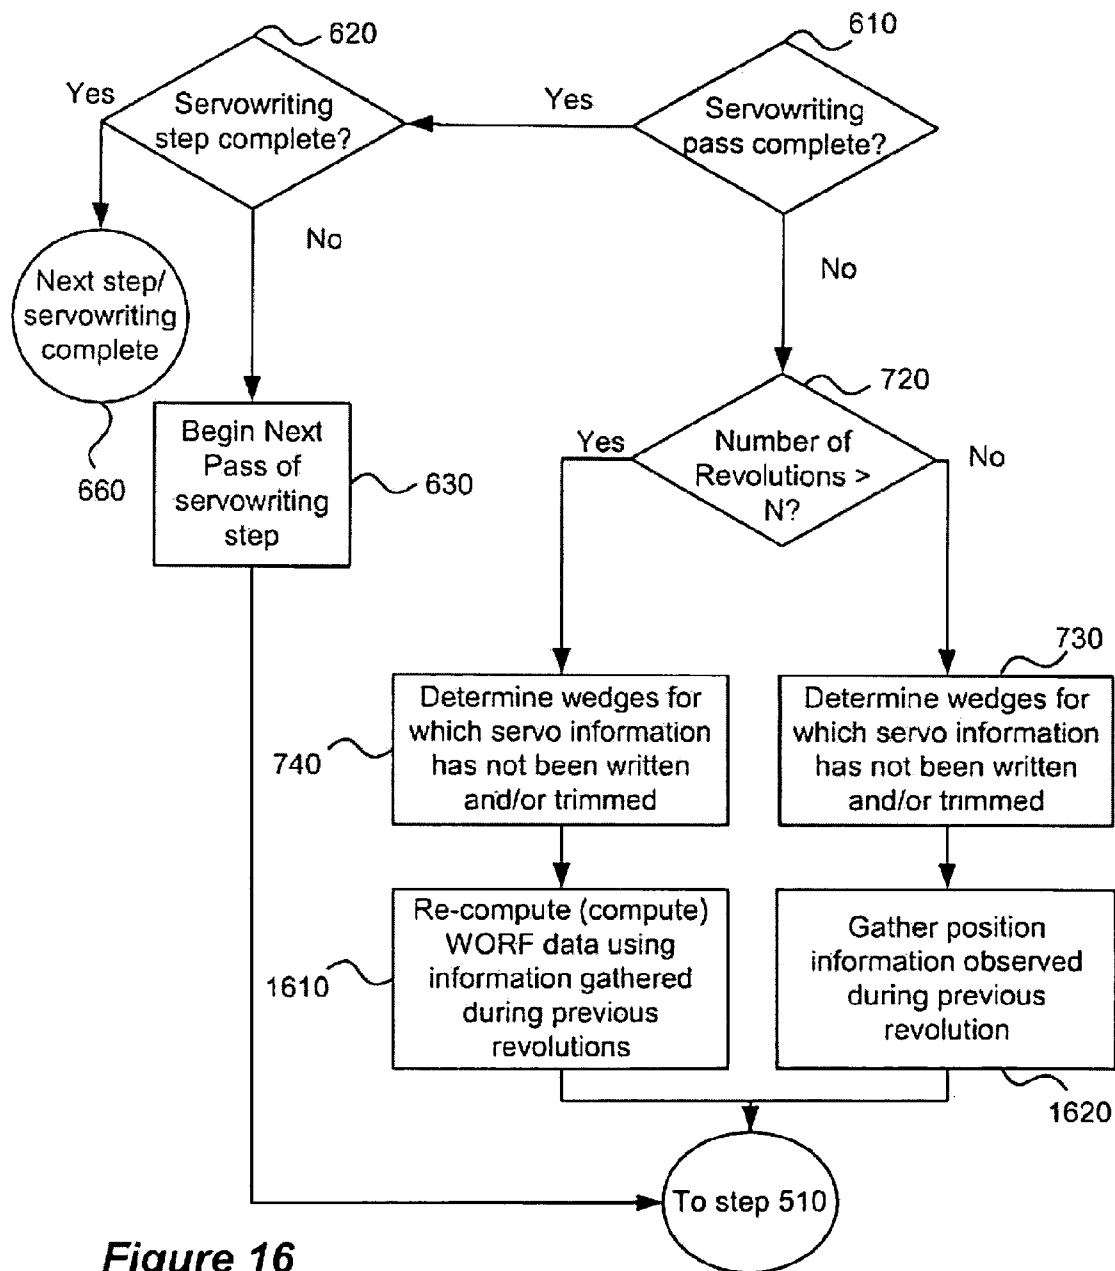 620
610
Yes
Servowriting
step complete?
Yes
Servowriting
pass complete?
No
No
Next step/
servowriting
complete
660
Begin Next
Pass of
servowriting
step
630
720
Yes
Number of
Revolutions >
N?
No
730
Determine wedges for
which servo information
has not been written
and/or trimmed
740
Determine wedges for
which servo information
has not been written
and/or trimmed
Re-compute (compute)
WORF data using
information gathered
during previous
revolutions
1610
Gather position
information observed
during previous
revolution
1620
To step 510
Figure 16